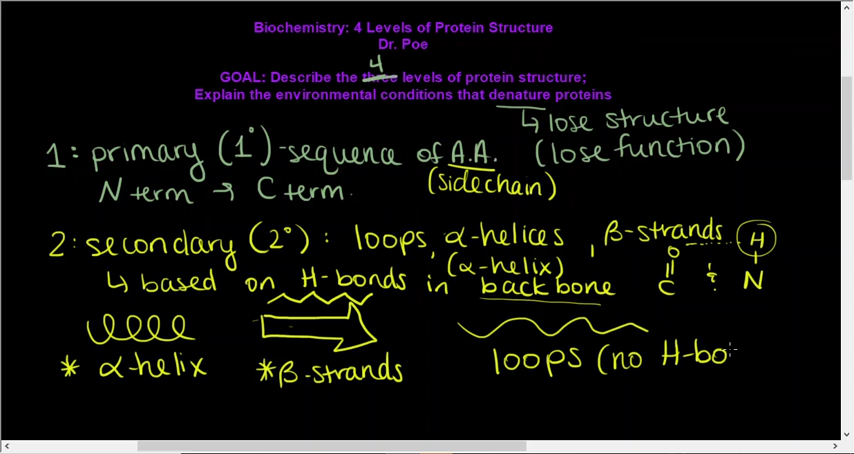 Biochemistry: 4 Levels of Protein Structure
Dr. Poe
4
GOAL: Describe the three levels of protein structure;
Explain the environmental conditions that denature proteins
↳ lose structure
1: primary (1°)-sequence of A.A. (lose function)
N term → C term. (sidechain)
2: secondary (2°): loops, α-helices, β-strands
(α-helix) O H
↳ based on H-bonds in backbone C & N
* α-helix * β-strands loops (no H-bo